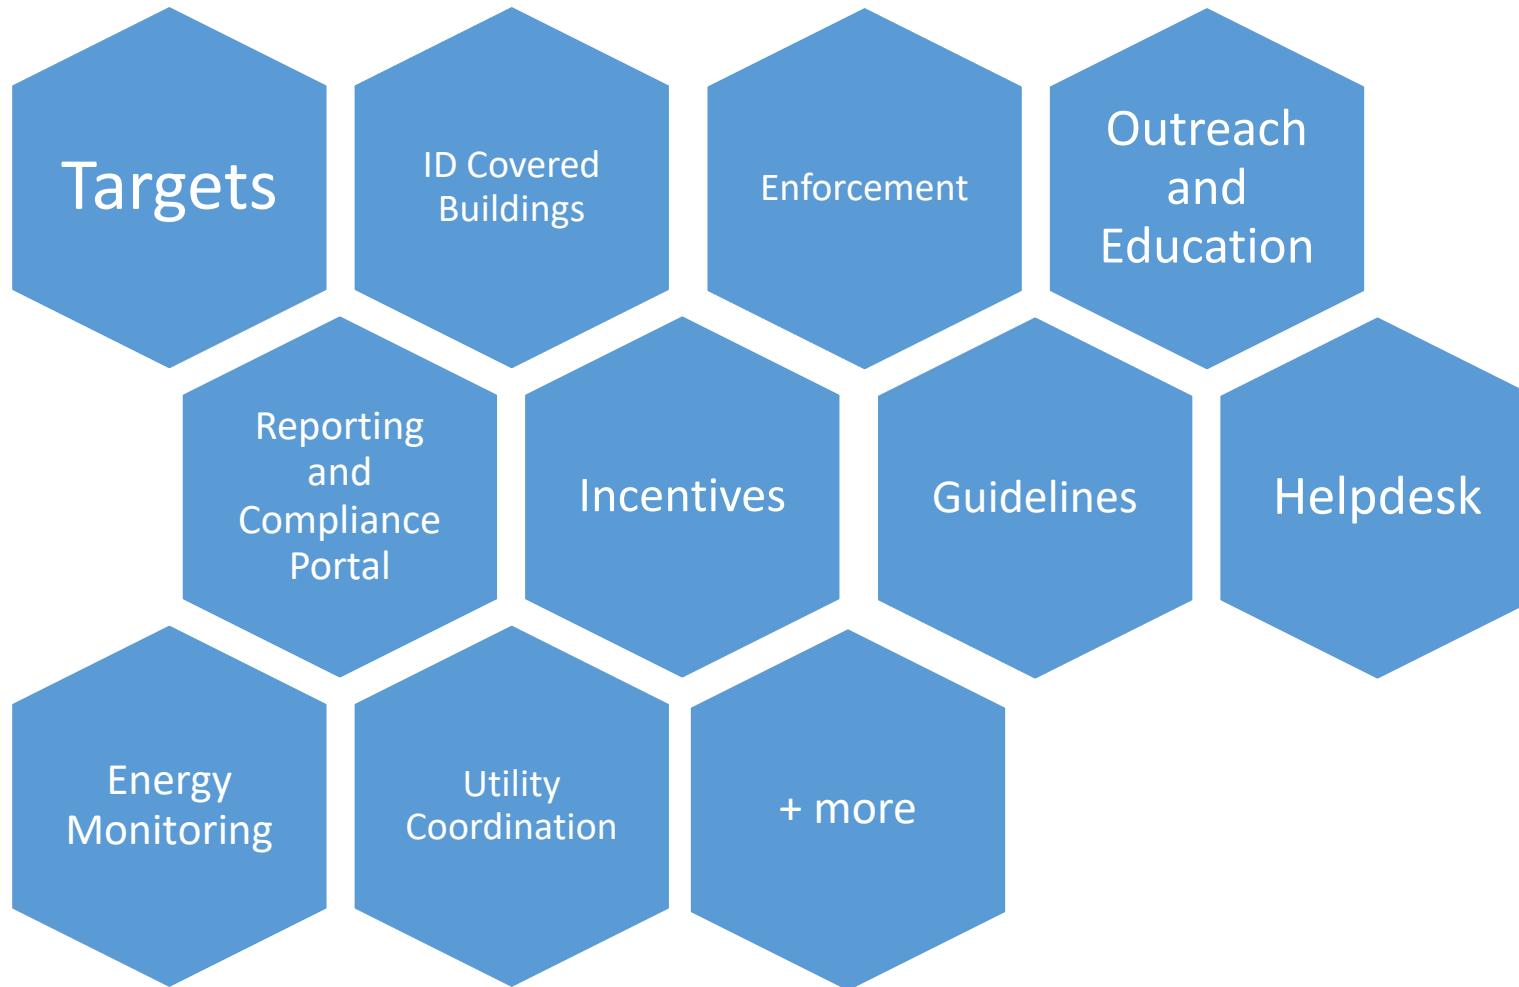 Targets
ID Covered
Buildings
Enforcement
Outreach
and
Education
Reporting
and
Compliance
Portal
Incentives
Guidelines
Helpdesk
Energy
Monitoring
Utility
Coordination
+ more